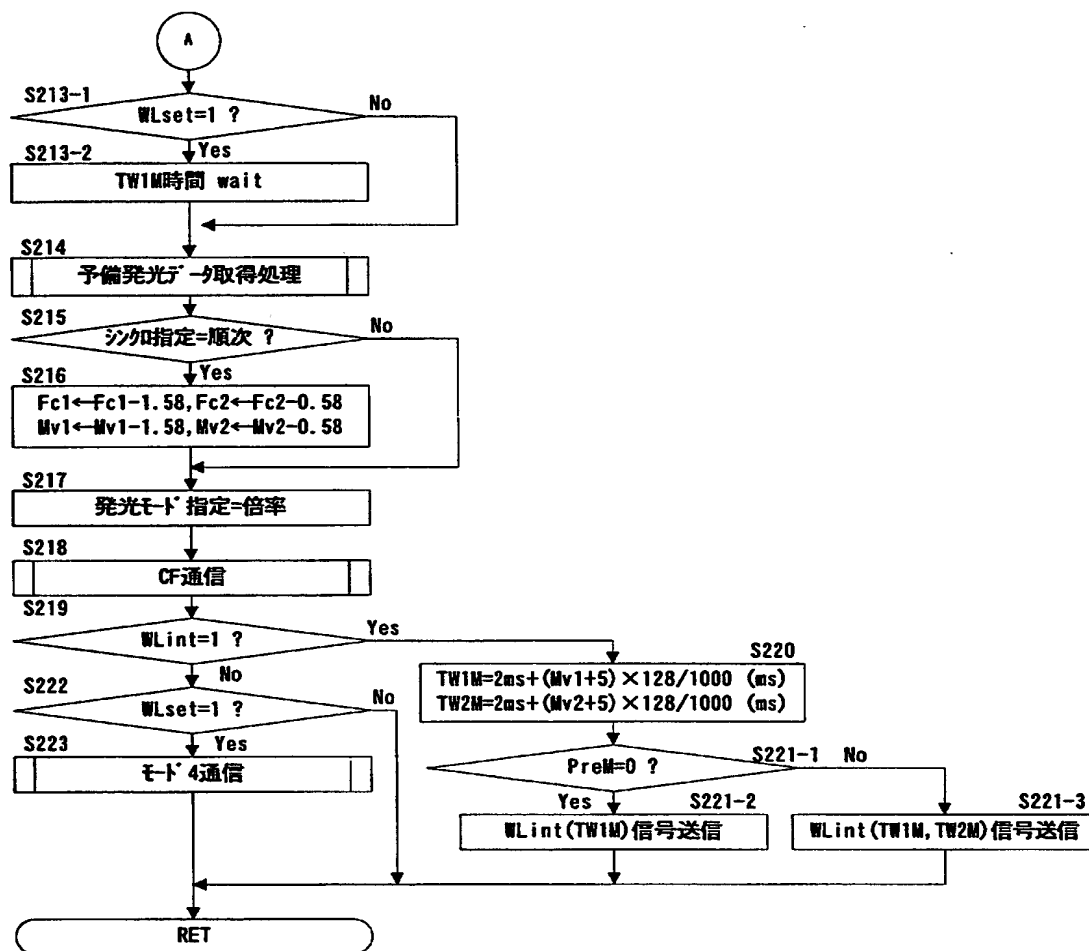 A
S213-1
WLset=1 ?
No
Yes
S213-2
TW1M時間 wait
S214
予備発光ﾃﾞｰﾀ取得処理
S215
ｼﾝｸﾛ指定=順次 ?
No
Yes
S216
Fc1←Fc1-1.58,Fc2←Fc2-0.58
Mv1←Mv1-1.58,Mv2←Mv2-0.58
S217
発光ﾓｰﾄﾞ指定=倍率
S218
CF通信
S219
WLint=1 ?
Yes
No
S220
TW1M=2ms+(Mv1+5)×128/1000 (ms)
TW2M=2ms+(Mv2+5)×128/1000 (ms)
S222
WLset=1 ?
No
Yes
S221-1
PreM=0 ?
No
Yes
S223
ﾓｰﾄﾞ4通信
S221-2
WLint(TW1M)信号送信
S221-3
WLint(TW1M,TW2M)信号送信
RET